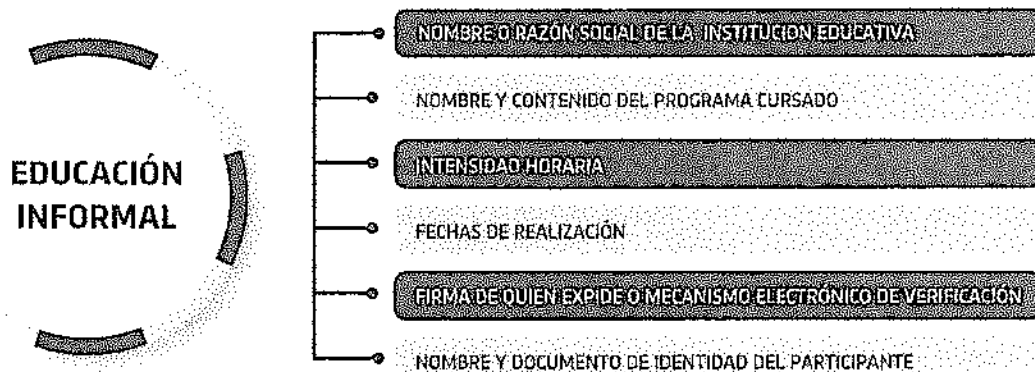 EDUCACIÓN
INFORMAL
NOMBRE O RAZÓN SOCIAL DE LA INSTITUCION EDUCATIVA
NOMBRE Y CONTENIDO DEL PROGRAMA CURSADO
INTENSIDAD HORARIA
FECHAS DE REALIZACIÓN
FIRMA DE QUIEN EXPIDE O MECANISMO ELECTRÓNICO DE VERIFICACIÓN
NOMBRE Y DOCUMENTO DE IDENTIDAD DEL PARTICIPANTE